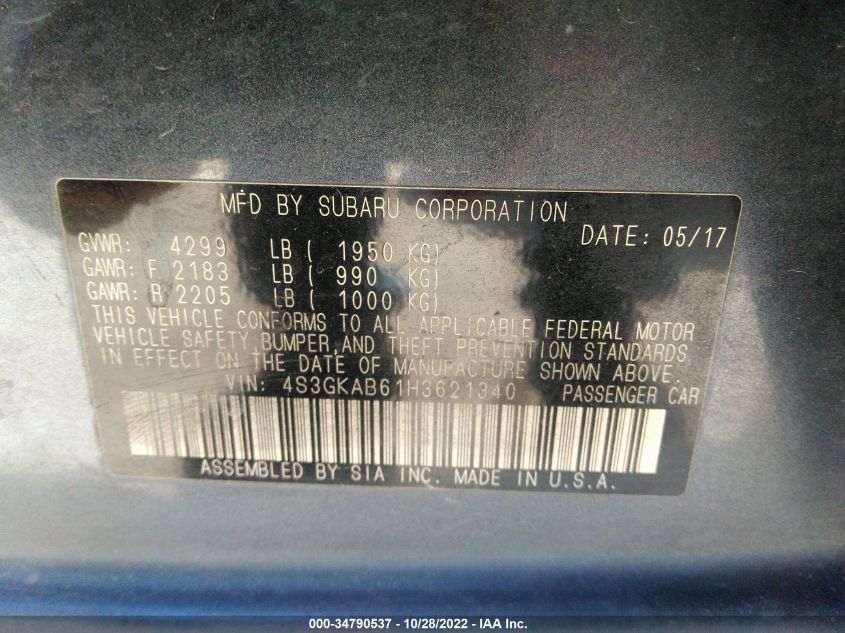 MFD BY SUBARU CORPORATION
DATE: 05/17
GVWR: 4299 LB ( 1950 KG)
GAWR: F 2183 LB ( 990 KG)
GAWR: R 2205 LB ( 1000 KG)
THIS VEHICLE CONFORMS TO ALL APPLICABLE FEDERAL MOTOR
VEHICLE SAFETY, BUMPER, AND THEFT PREVENTION STANDARDS
IN EFFECT ON THE DATE OF MANUFACTURE SHOWN ABOVE.
VIN: 4S3GKAB61H3621340 PASSENGER CAR
ASSEMBLED BY SIA INC. MADE IN U.S.A.
000-34790537 - 10/28/2022 - IAA Inc.